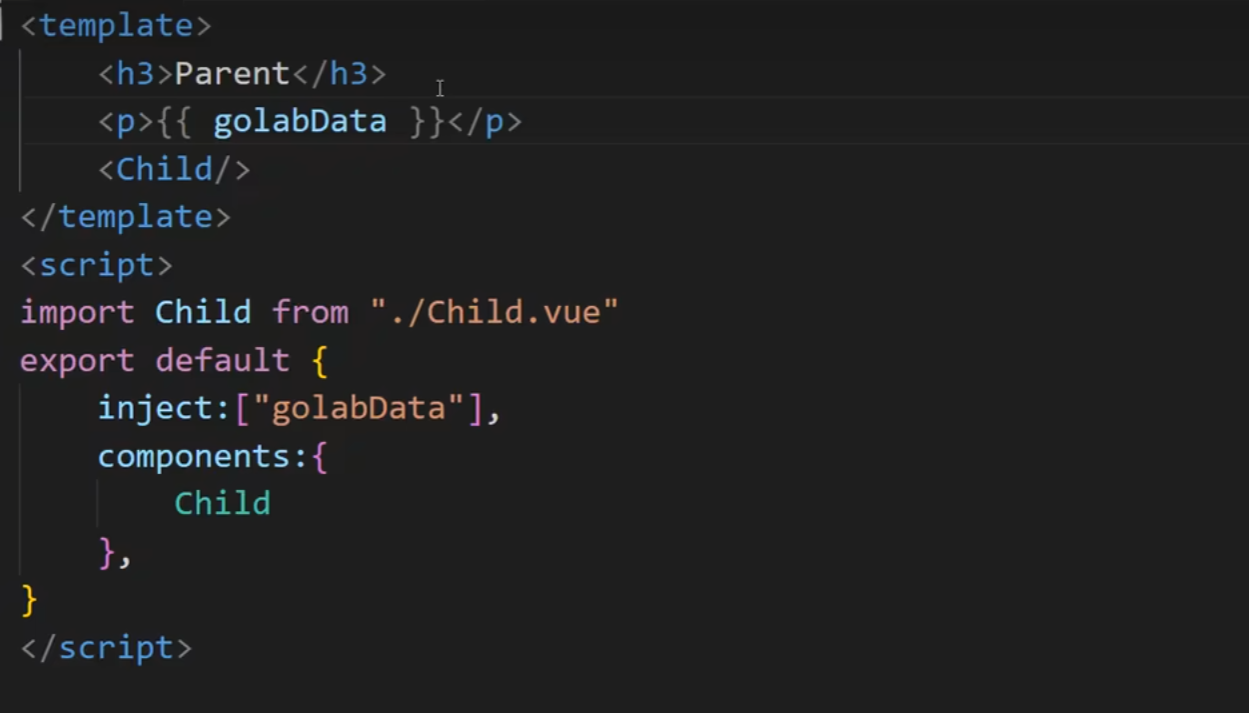 <template>
    <h3>Parent</h3>
    <p>{{ golabData }}</p>
    <Child/>
</template>
<script>
import Child from "./Child.vue"
export default {
    inject:["golabData"],
    components:{
        Child
    },
}
</script>